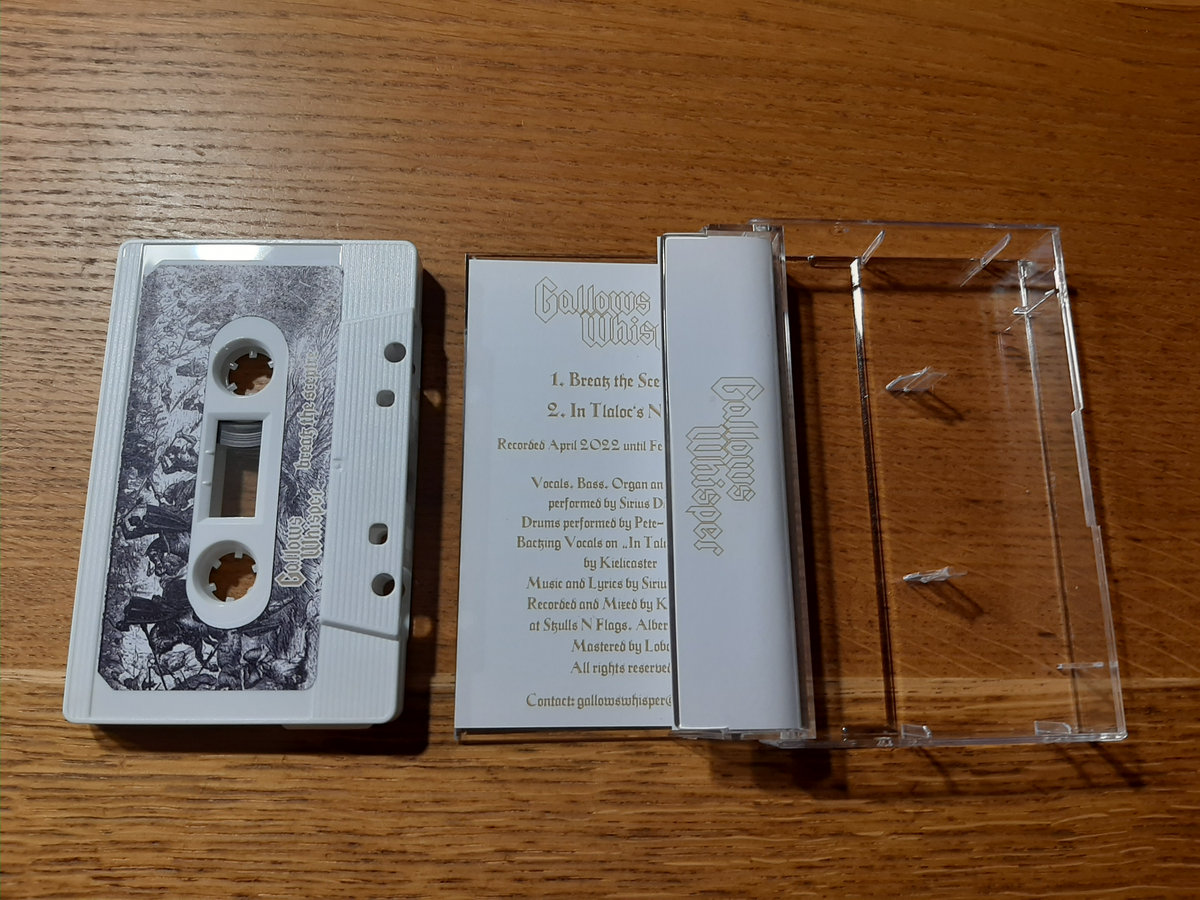 Gallows
Whisper
break the sceptre
Gallows
Whis
1. Break the Sce
2. In Tlaloc's N
Recorded April 2022 until Fe
Vocals, Bass, Organ an
performed by Sirius D.
Drums performed by Pete-
Backing Vocals on „In Tal
by Kielicaster
Music and Lyrics by Siriu
Recorded and Mixed by K
at Skulls N Flags, Alber
Mastered by Lobo
All rights reserved
Contact: gallowswhisper@
Gallows
Whisper